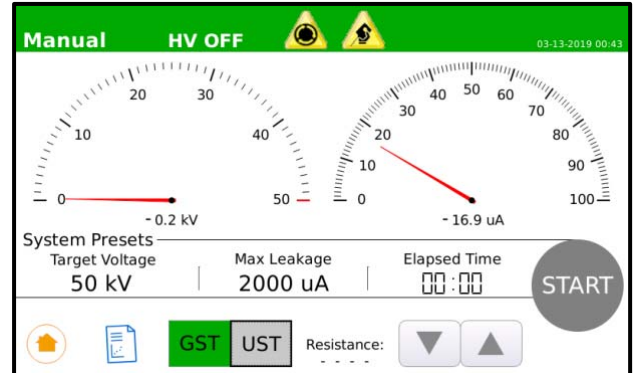 Manual HV OFF 03-13-2019 00:43
0 10 20 30 40 50
0 10 20 30 40 50 60 70 80 90 100
- 0.2 kV
- 16.9 uA
System Presets
Target Voltage Max Leakage Elapsed Time
50 kV 2000 uA 00:00
START
GST UST Resistance:
- - - -